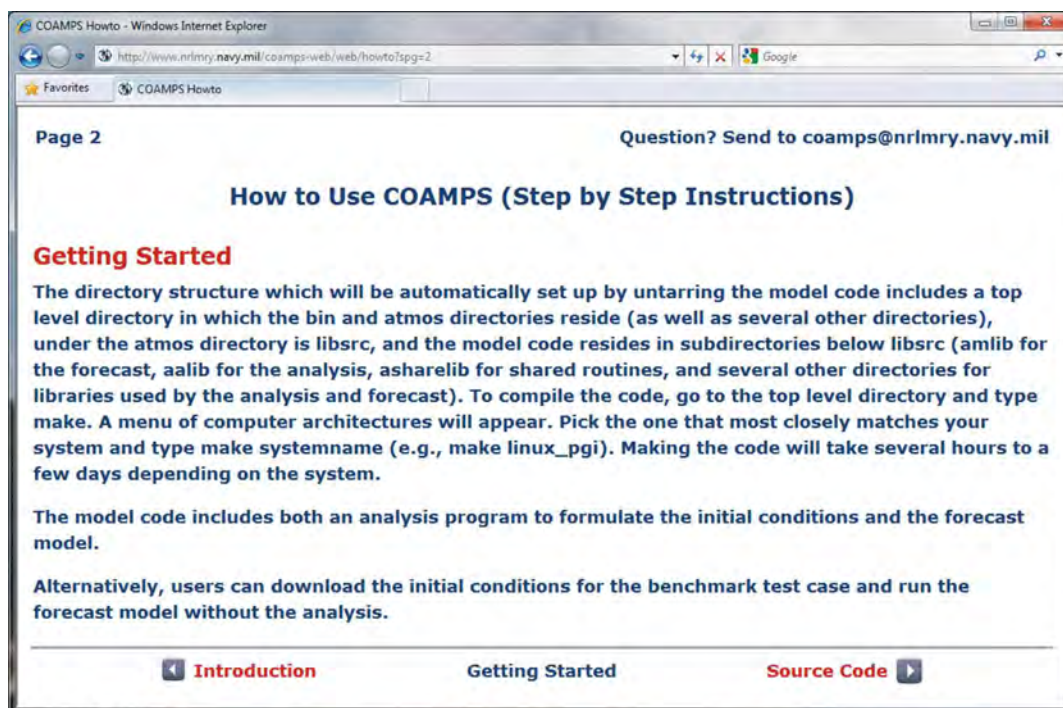 COAMPS Howto - Windows Internet Explorer
http://www.nrlmry.navy.mil/coamps-web/web/howto?spg=2
Google
Favorites COAMPS Howto
Page 2 Question? Send to coamps@nrlmry.navy.mil
How to Use COAMPS (Step by Step Instructions)
Getting Started
The directory structure which will be automatically set up by untarring the model code includes a top
level directory in which the bin and atmos directories reside (as well as several other directories),
under the atmos directory is libsrc, and the model code resides in subdirectories below libsrc (amlib for
the forecast, aalib for the analysis, asharelib for shared routines, and several other directories for
libraries used by the analysis and forecast). To compile the code, go to the top level directory and type
make. A menu of computer architectures will appear. Pick the one that most closely matches your
system and type make systemname (e.g., make linux_pgi). Making the code will take several hours to a
few days depending on the system.
The model code includes both an analysis program to formulate the initial conditions and the forecast
model.
Alternatively, users can download the initial conditions for the benchmark test case and run the
forecast model without the analysis.
Introduction Getting Started Source Code